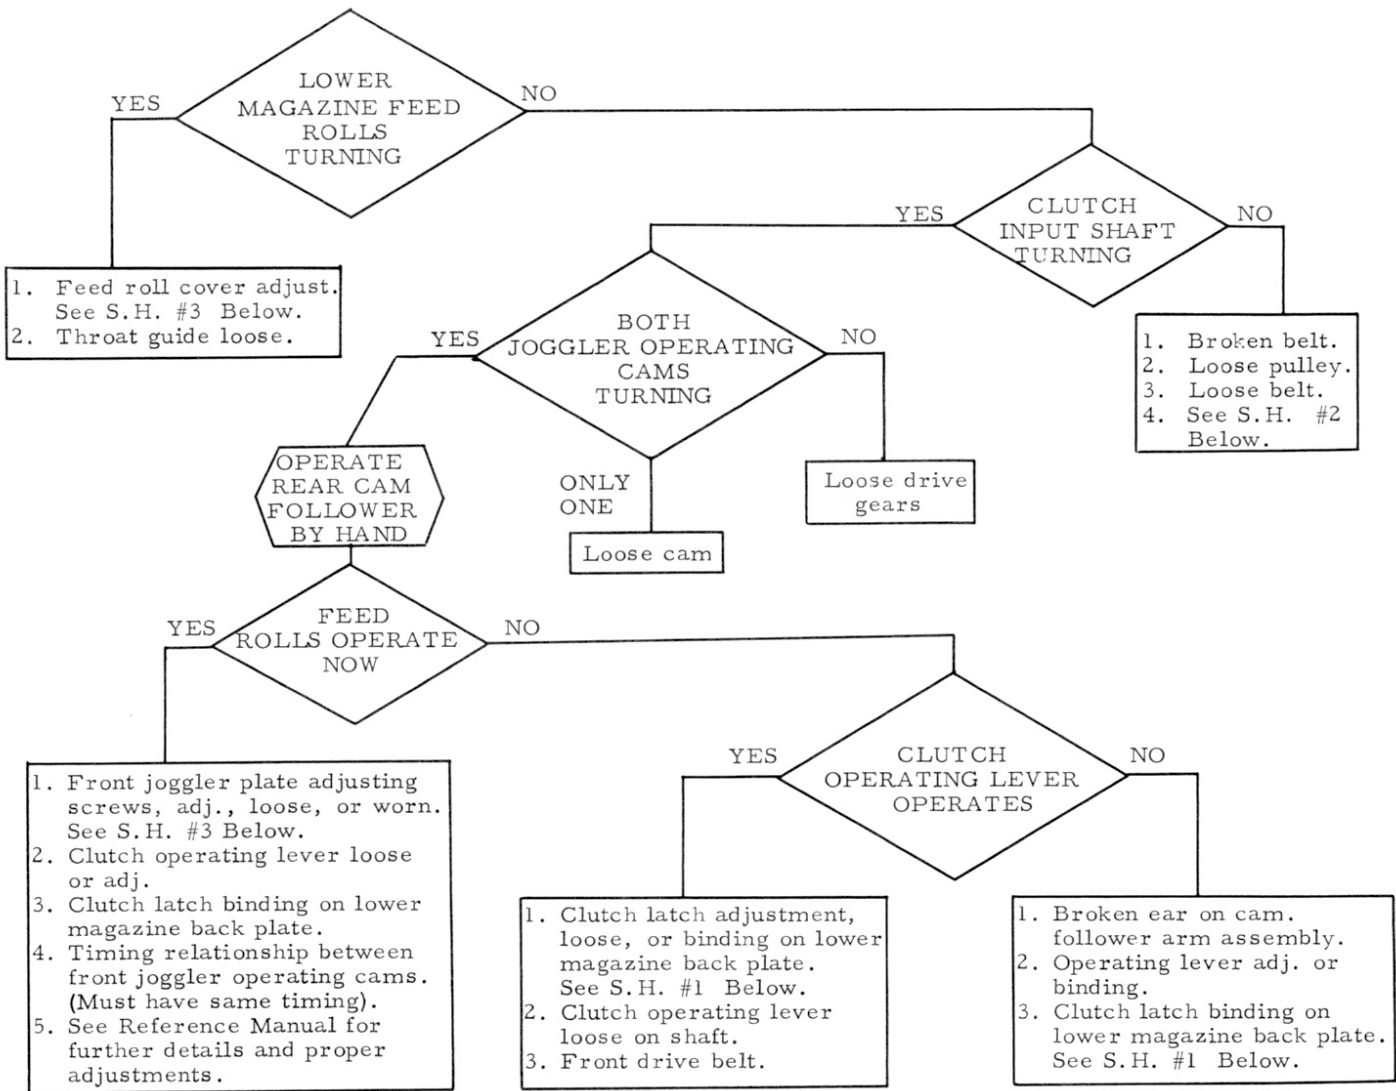 LOWER
MAGAZINE FEED
ROLLS
TURNING
YES
NO
1. Feed roll cover adjust.
See S.H. #3 Below.
2. Throat guide loose.
CLUTCH
INPUT SHAFT
TURNING
YES
NO
1. Broken belt.
2. Loose pulley.
3. Loose belt.
4. See S.H. #2
Below.
BOTH
JOGGLER OPERATING
CAMS
TURNING
YES
NO
ONLY
ONE
Loose drive
gears
Loose cam
OPERATE
REAR CAM
FOLLOWER
BY HAND
FEED
ROLLS OPERATE
NOW
YES
NO
1. Front joggler plate adjusting
screws, adj., loose, or worn.
See S.H. #3 Below.
2. Clutch operating lever loose
or adj.
3. Clutch latch binding on lower
magazine back plate.
4. Timing relationship between
front joggler operating cams.
(Must have same timing).
5. See Reference Manual for
further details and proper
adjustments.
CLUTCH
OPERATING LEVER
OPERATES
YES
NO
1. Clutch latch adjustment,
loose, or binding on lower
magazine back plate.
See S.H. #1 Below.
2. Clutch operating lever
loose on shaft.
3. Front drive belt.
1. Broken ear on cam.
follower arm assembly.
2. Operating lever adj. or
binding.
3. Clutch latch binding on
lower magazine back plate.
See S.H. #1 Below.